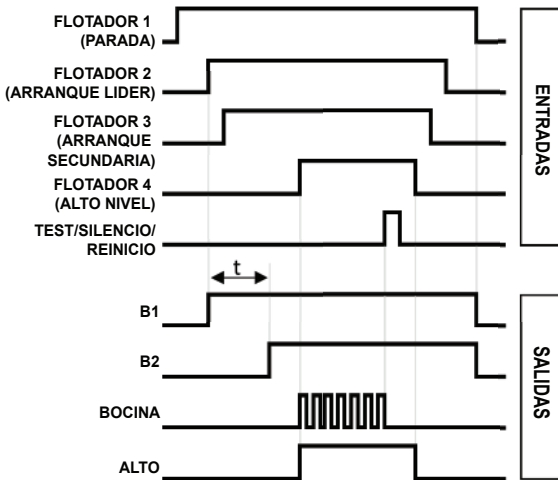 FLOTADOR 1
(PARADA)
FLOTADOR 2
(ARRANQUE LIDER)
FLOTADOR 3
(ARRANQUE
SECUNDARIA)
FLOTADOR 4
(ALTO NIVEL)
TEST/SILENCIO/
REINICIO
ENTRADAS
t
B1
B2
BOCINA
ALTO
SALIDAS